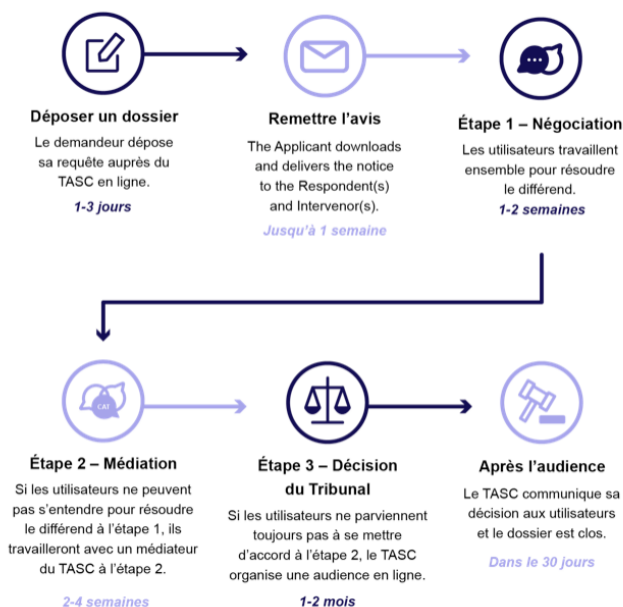 Déposer un dossier
Le demandeur dépose
sa requête auprès du
TASC en ligne.
1-3 jours
Remettre l'avis
The Applicant downloads
and delivers the notice
to the Respondent(s)
and Intervenor(s).
Jusqu'à 1 semaine
Étape 1 – Négociation
Les utilisateurs travaillent
ensemble pour résoudre
le différend.
1-2 semaines
CAT
Étape 2 – Médiation
Si les utilisateurs ne peuvent
pas s'entendre pour résoudre
le différend à l'étape 1, ils
travailleront avec un médiateur
du TASC à l'étape 2.
2-4 semaines
Étape 3 – Décision
du Tribunal
Si les utilisateurs ne parviennent
toujours pas à se mettre
d'accord à l'étape 2, le TASC
organise une audience en ligne.
1-2 mois
Après l'audience
Le TASC communique sa
décision aux utilisateurs
et le dossier est clos.
Dans le 30 jours